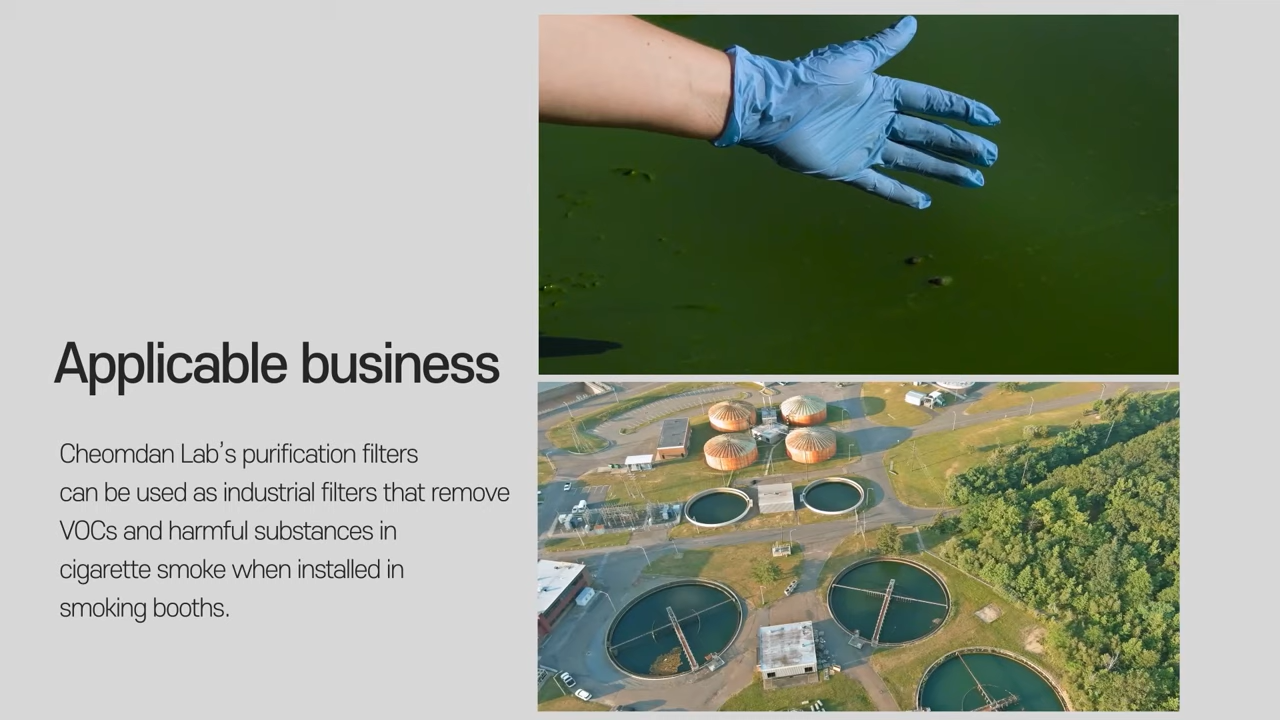 Applicable business
Cheomdan Lab's purification filters
can be used as industrial filters that remove
VOCs and harmful substances in
cigarette smoke when installed in
smoking booths.